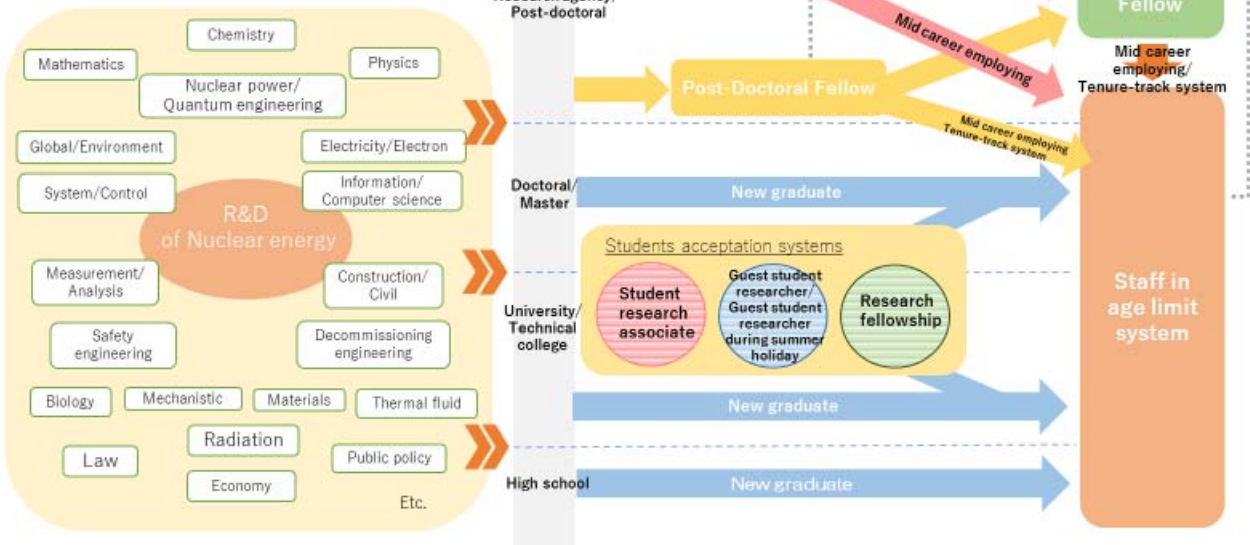 Chemistry
Mathematics
Physics
Nuclear power/
Quantum engineering
Global/Environment
Electricity/Electron
System/Control
Information/
Computer science
R&D
of Nuclear energy
Measurement/
Analysis
Construction/
Civil
Safety
engineering
Decommissioning
engineering
Biology
Mechanistic
Materials
Thermal fluid
Radiation
Law
Public policy
Economy
Etc.
Post-doctoral
Doctoral/
Master
University/
Technical
college
High school
Mid career employing
Post-Doctoral Fellow
Mid career employing
Tenure-track system
New graduate
Students acceptation systems
Student
research
associate
Guest student
researcher/
Guest student
researcher
during summer
holiday
Research
fellowship
New graduate
New graduate
Fellow
Mid career
employing/
Tenure-track system
Staff in
age limit
system